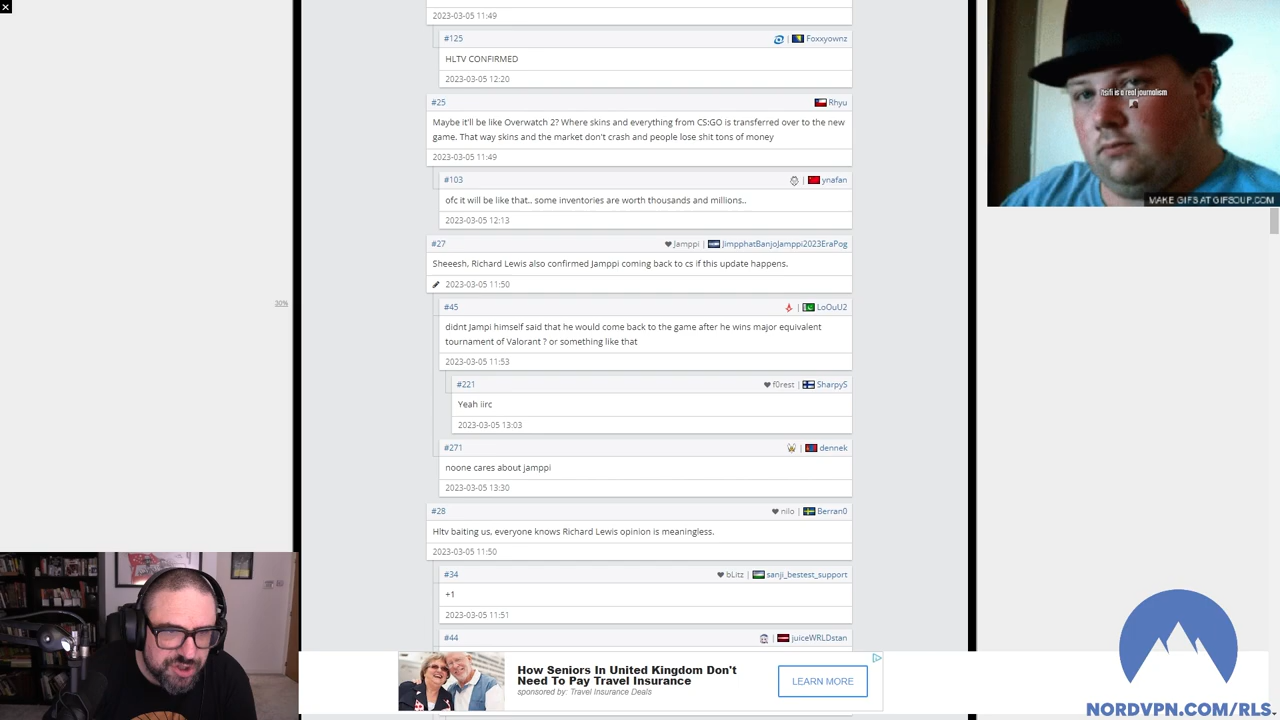 2023-03-05 11:49
#125
Foxxyownz
HLTV CONFIRMED
2023-03-05 12:20
#25
Rhyu
Maybe it'll be like Overwatch 2? Where skins and everything from CS:GO is transferred over to the new
game. That way skins and the market don't crash and people lose shit tons of money
2023-03-05 11:49
#103
| ynafan
ofc it will be like that.. some inventories are worth thousands and millions..
2023-03-05 12:13
#27
Jamppi | JimpphatBanjoJamppi2023EraPog
Sheeesh, Richard Lewis also confirmed Jamppi coming back to cs if this update happens.
2023-03-05 11:50
#45
| LoOuU2
didnt Jampi himself said that he would come back to the game after he wins major equivalent
tournament of Valorant ? or something like that
2023-03-05 11:53
#221
f0rest | SharpyS
Yeah iirc
2023-03-05 13:03
#271
| dennek
noone cares about jamppi
2023-03-05 13:30
#28
nilo | Berran0
Hltv baiting us, everyone knows Richard Lewis opinion is meaningless.
2023-03-05 11:50
#34
bLitz | sanji_bestest_support
+1
2023-03-05 11:51
#44
| juiceWRLDstan
How Seniors In United Kingdom Don't
Need To Pay Travel Insurance
sponsored by: Travel Insurance Deals
LEARN MORE
30%
is a real journalism
MAKE GIFS AT GIFSOUP.COM
NORDVPN.COM/RLS